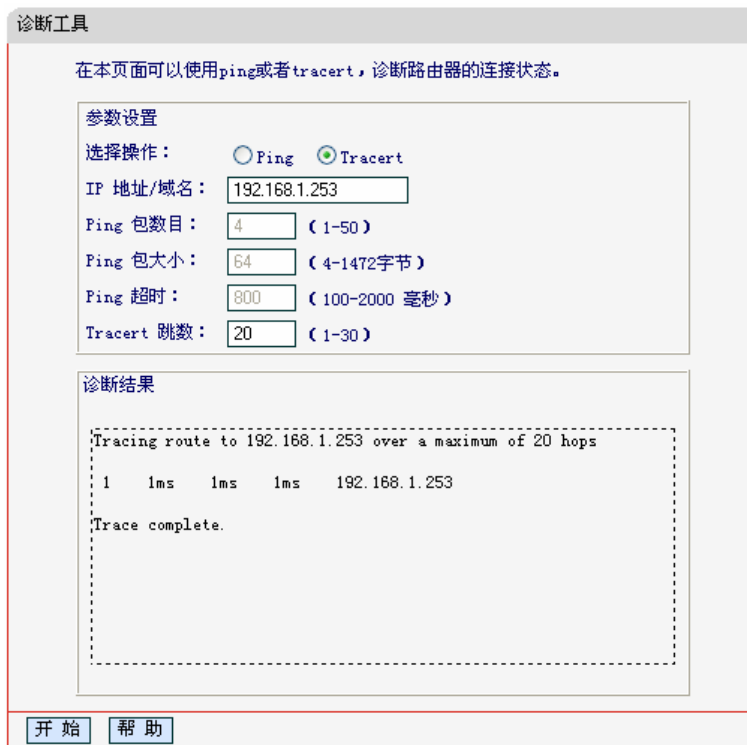 诊断工具
在本页面可以使用ping或者tracert，诊断路由器的连接状态。
参数设置
选择操作： Ping Tracert
IP 地址/域名： 192.168.1.253
Ping 包数目： 4 （1-50）
Ping 包大小： 64 （4-1472字节）
Ping 超时： 800 （100-2000 毫秒）
Tracert 跳数： 20 （1-30）
诊断结果
Tracing route to 192.168.1.253 over a maximum of 20 hops
1 1ms 1ms 1ms 192.168.1.253
Trace complete.
开 始 帮 助